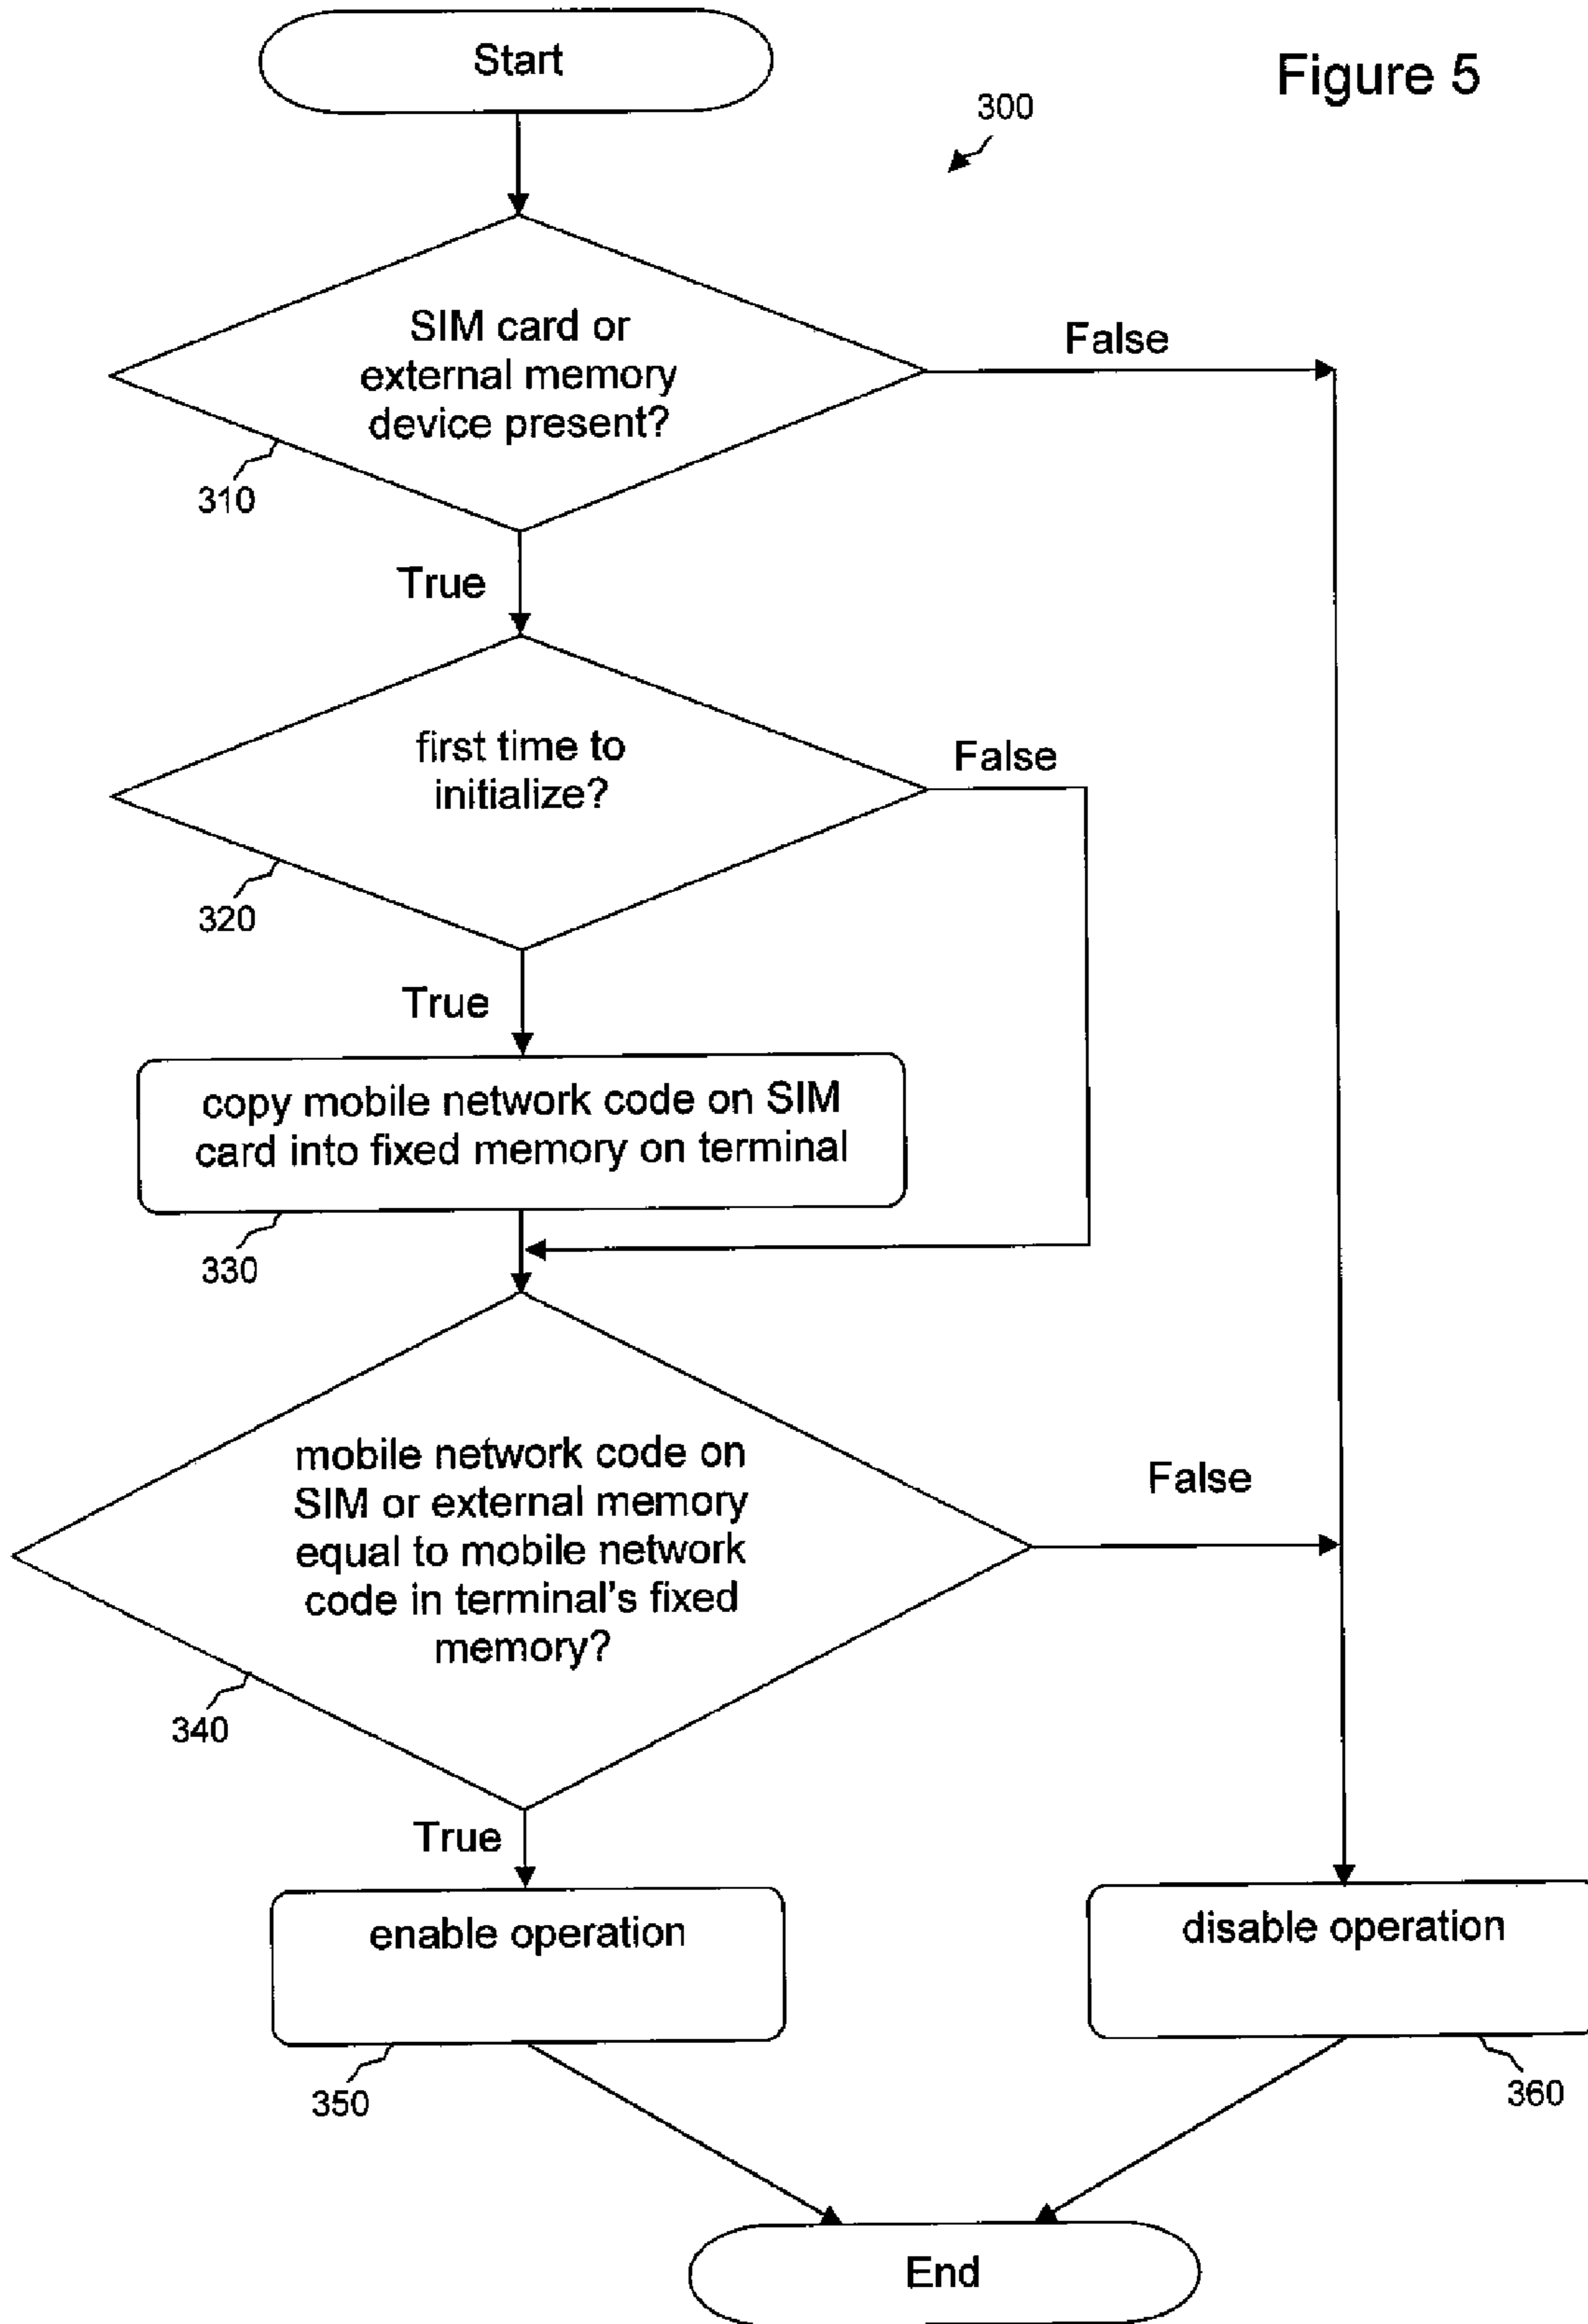 Start
Figure 5
300
SIM card or
external memory
device present?
False
310
True
first time to
initialize?
False
320
True
copy mobile network code on SIM
card into fixed memory on terminal
330
mobile network code on
SIM or external memory
equal to mobile network
code in terminal's fixed
memory?
False
340
True
enable operation
disable operation
350
360
End